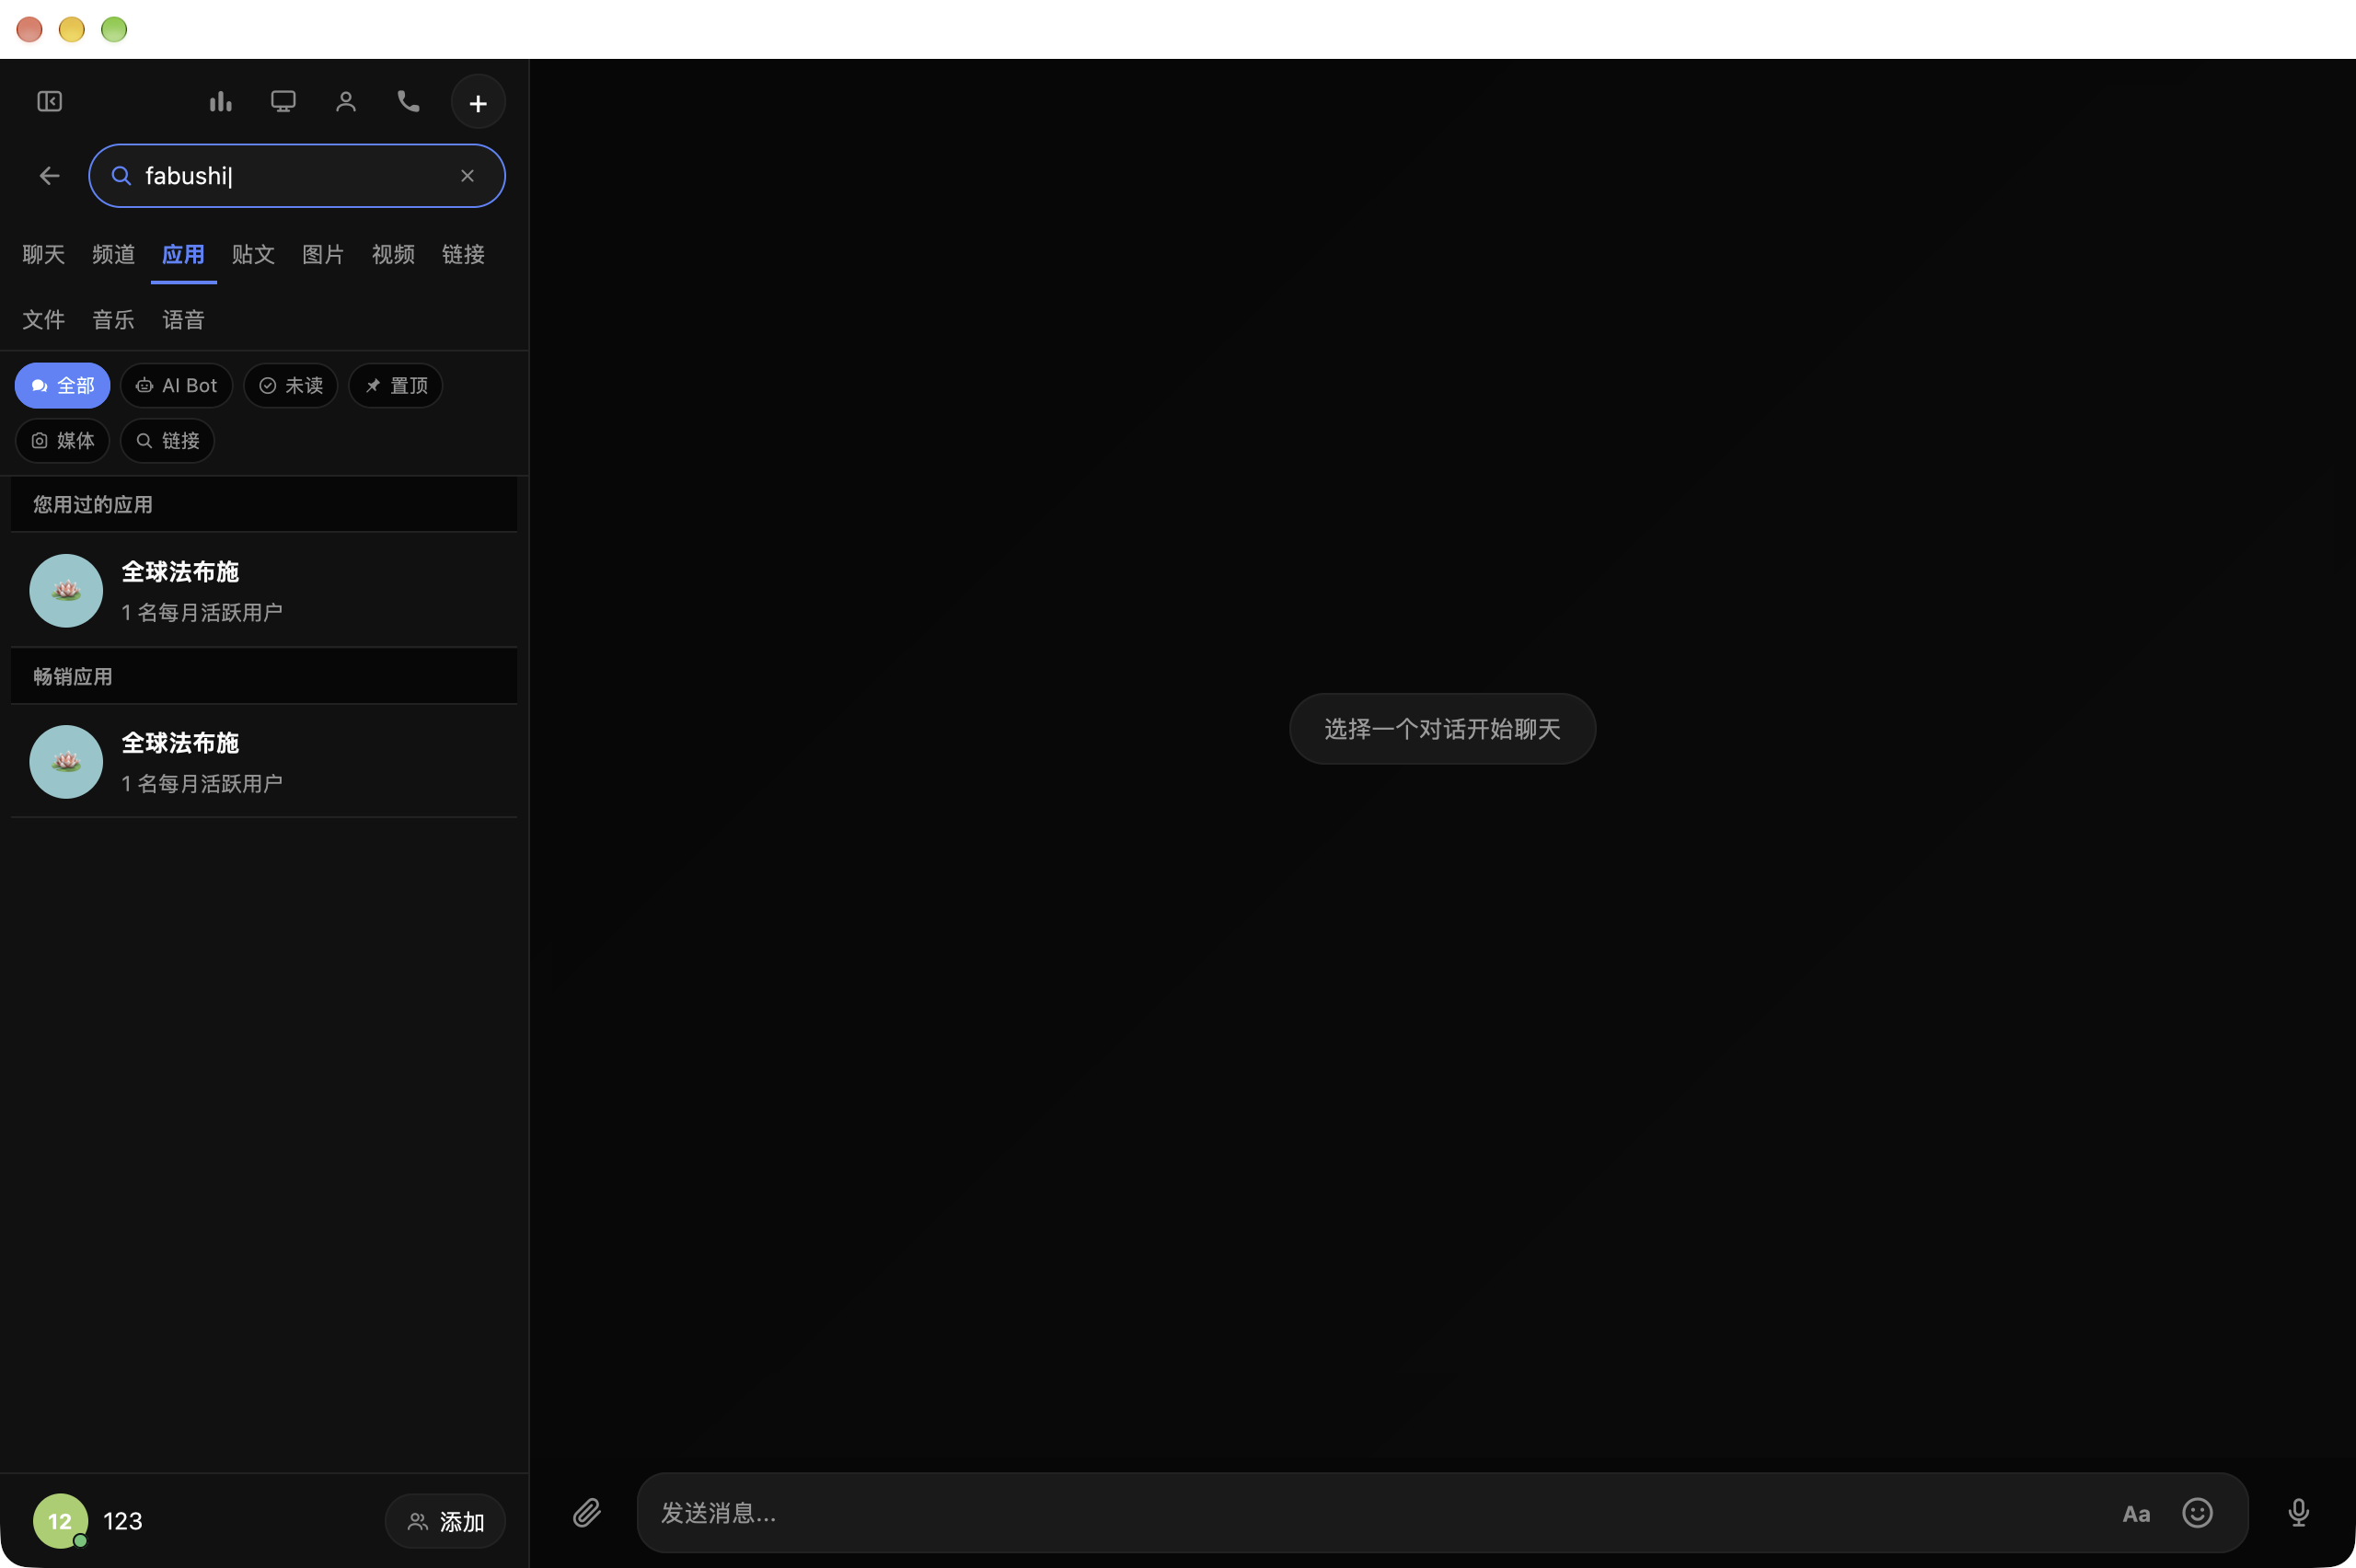 fabushi
聊天 频道 应用 贴文 图片 视频 链接
文件 音乐 语音
全部 AI Bot 未读 置顶
媒体 链接
您用过的应用
全球法布施
1 名每月活跃用户
畅销应用
全球法布施
1 名每月活跃用户
选择一个对话开始聊天
12 123 添加
发送消息... Aa